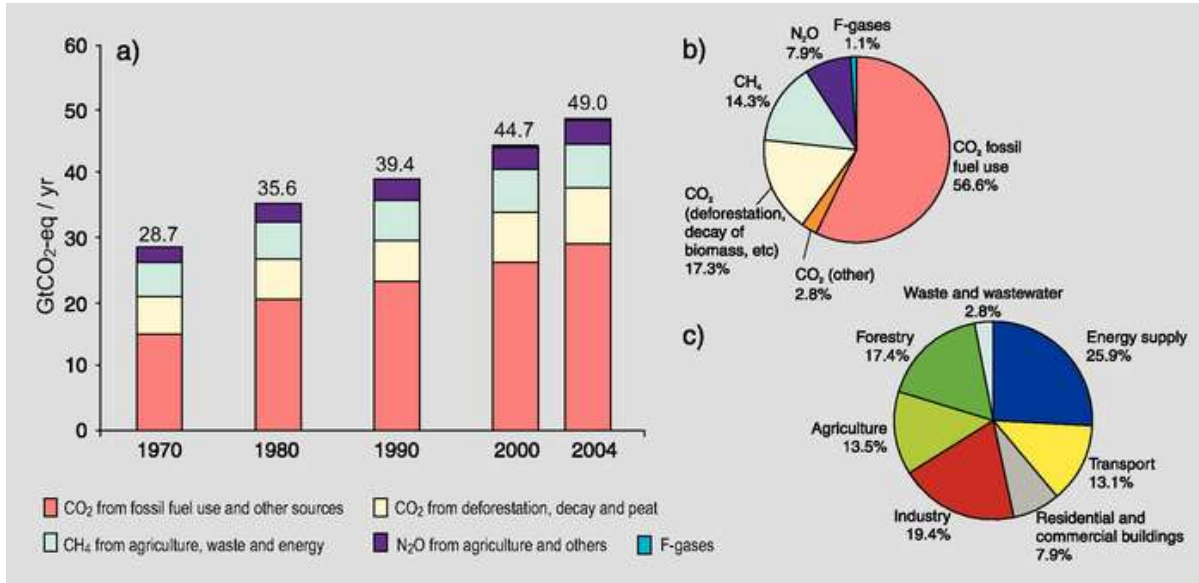 a)
GtCO₂-eq / yr
60
50
40
30
20
10
0
28.7
35.6
39.4
44.7
49.0
1970
1980
1990
2000
2004
CO₂ from fossil fuel use and other sources
CO₂ from deforestation, decay and peat
CH₄ from agriculture, waste and energy
N₂O from agriculture and others
F-gases
b)
F-gases
1.1%
N₂O
7.9%
CH₄
14.3%
CO₂ fossil
fuel use
56.6%
CO₂
(deforestation,
decay of
biomass, etc)
17.3%
CO₂ (other)
2.8%
c)
Waste and wastewater
2.8%
Forestry
17.4%
Energy supply
25.9%
Agriculture
13.5%
Transport
13.1%
Industry
19.4%
Residential and
commercial buildings
7.9%